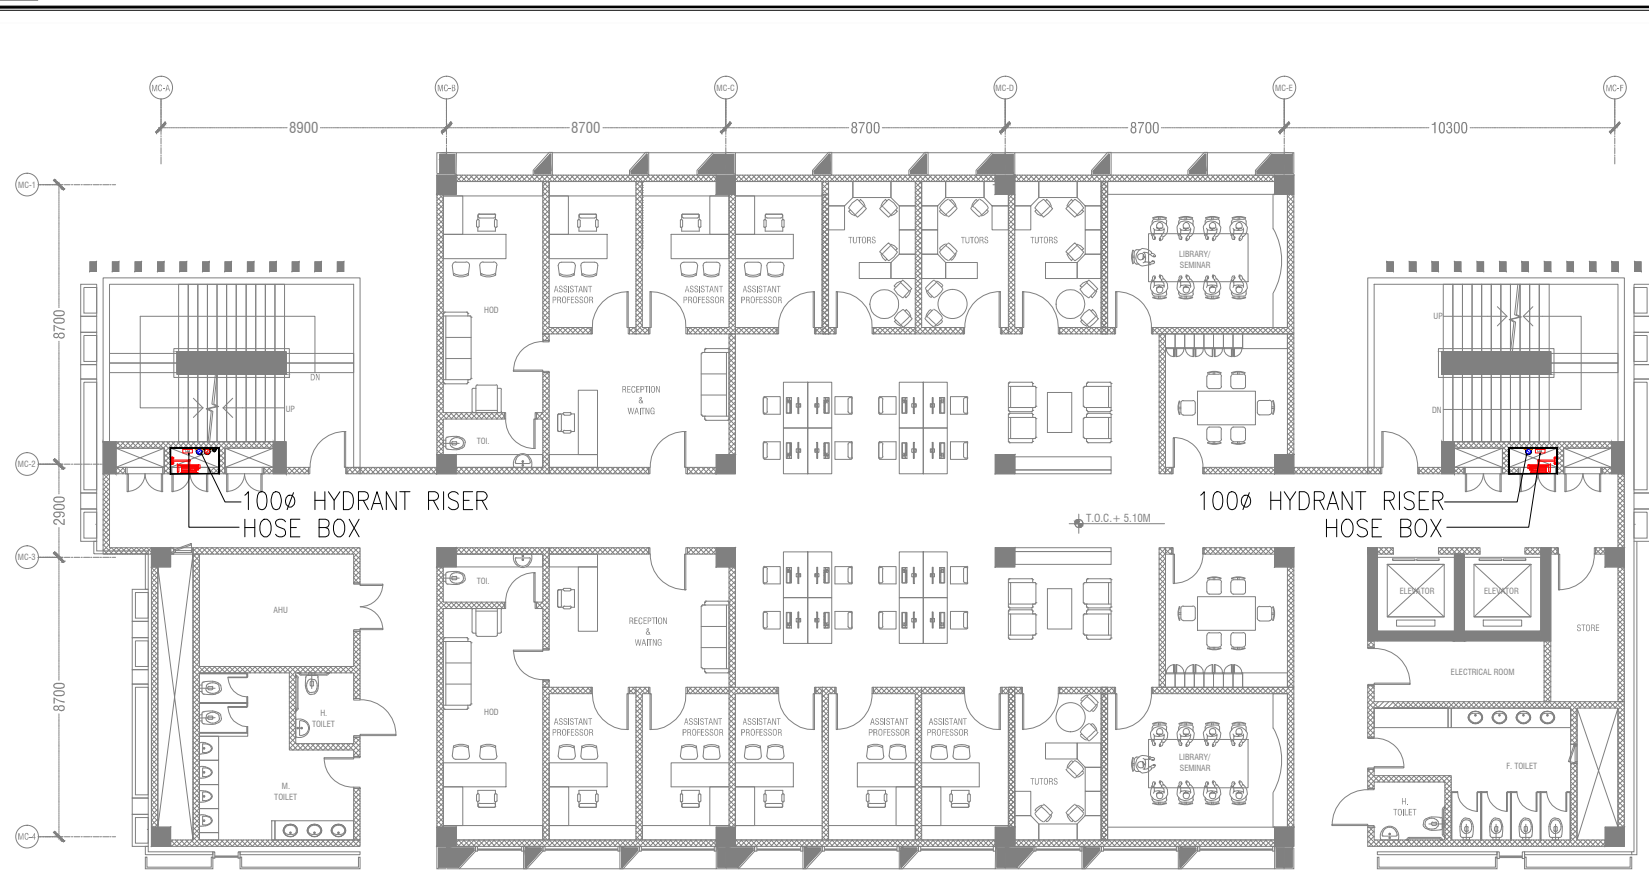 MC-A
MC-B
MC-C
MC-D
MC-E
MC-F
8900
8700
8700
8700
10300
MC-1
MC-2
MC-3
MC-4
8700
2900
8700
HOD
ASSISTANT
PROFESSOR
ASSISTANT
PROFESSOR
ASSISTANT
PROFESSOR
TUTORS
TUTORS
TUTORS
LIBRARY/
SEMINAR
RECEPTION
&
WAITNG
TOI.
DN
UP
UP
DN
100ø HYDRANT RISER
HOSE BOX
100ø HYDRANT RISER
HOSE BOX
T.O.C.+ 5.10M
AHU
TOI.
RECEPTION
&
WAITNG
ELEVATOR
ELEVATOR
STORE
ELECTRICAL ROOM
H.
TOILET
M.
TOILET
HOD
ASSISTANT
PROFESSOR
ASSISTANT
PROFESSOR
ASSISTANT
PROFESSOR
ASSISTANT
PROFESSOR
ASSISTANT
PROFESSOR
TUTORS
LIBRARY/
SEMINAR
F. TOILET
H.
TOILET